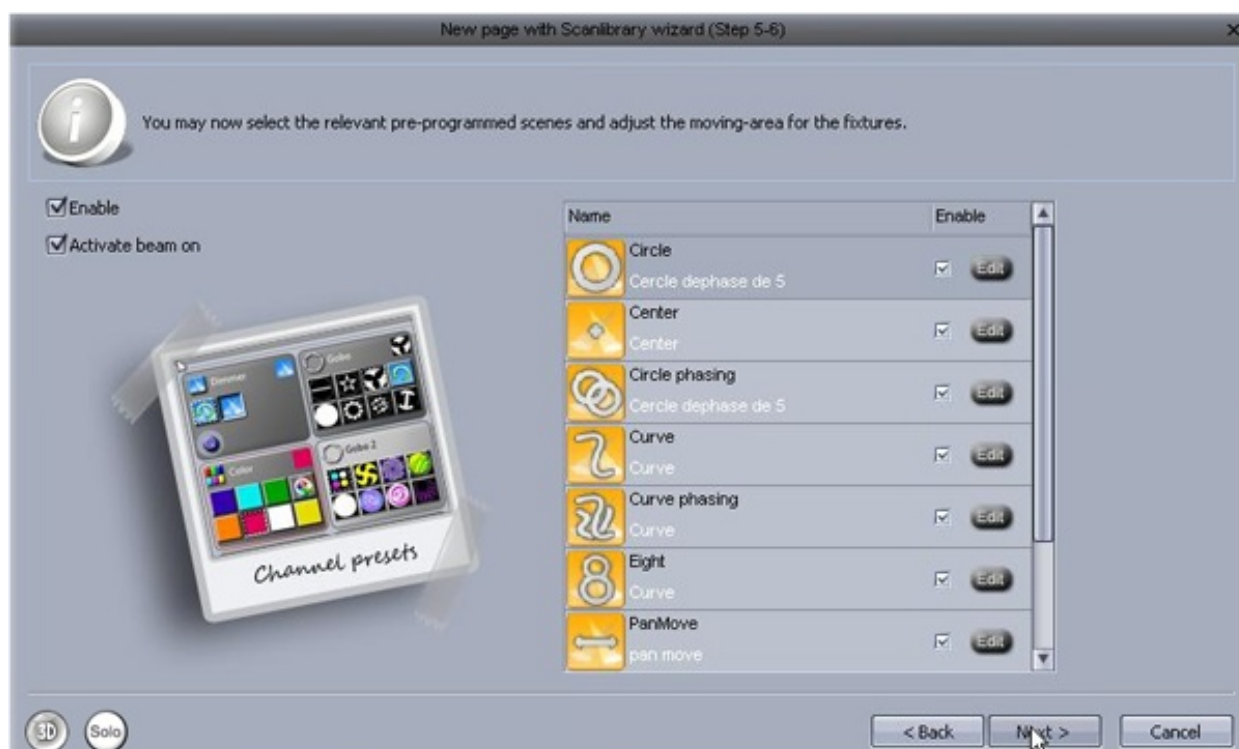 New page with Scanlibrary wizard (Step 5-6)
You may now select the relevant pre-programmed scenes and adjust the moving-area for the fixtures.
Enable
Activate beam on
Name Enable
Circle
Cercle dephase de 5
Edit
Center
Center
Edit
Circle phasing
Cercle dephase de 5
Edit
Curve
Curve
Edit
Curve phasing
Curve
Edit
Eight
Curve
Edit
PanMove
pan move
Edit
Dimmer
Gobo
Color
Gobo 2
Channel presets
3D Solo
< Back Next > Cancel